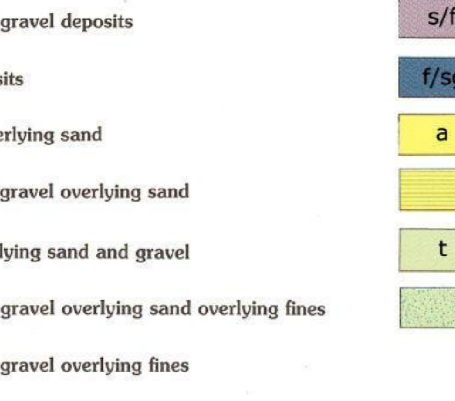 gravel deposits
s/f
sits
f/sg
erlying sand
a
gravel overlying sand
lying sand and gravel
t
gravel overlying sand overlying fines
gravel overlying fines